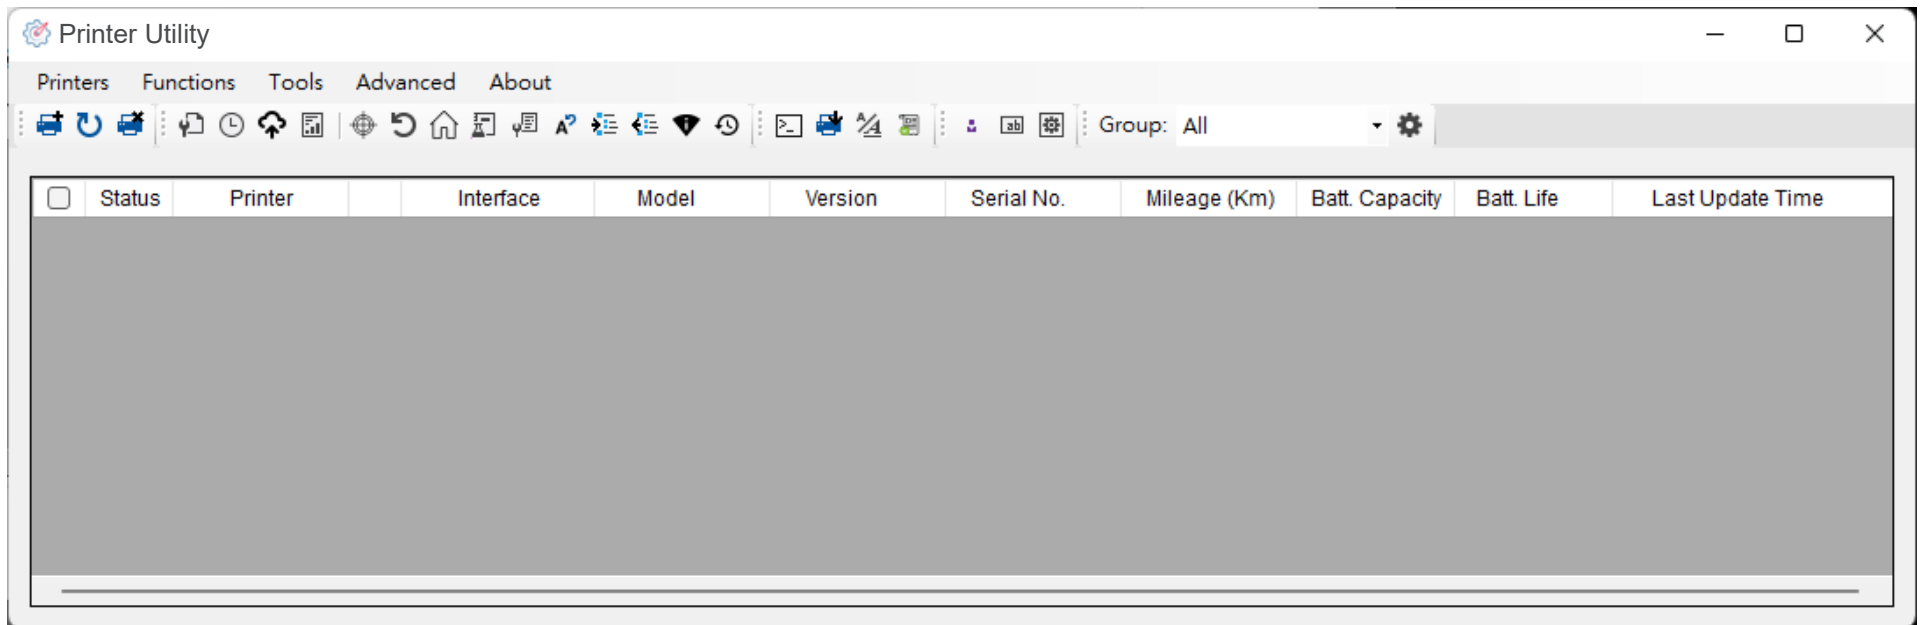 Printer Utility
Printers Functions Tools Advanced About
Group: All
Status Printer Interface Model Version Serial No. Mileage (Km) Batt. Capacity Batt. Life Last Update Time